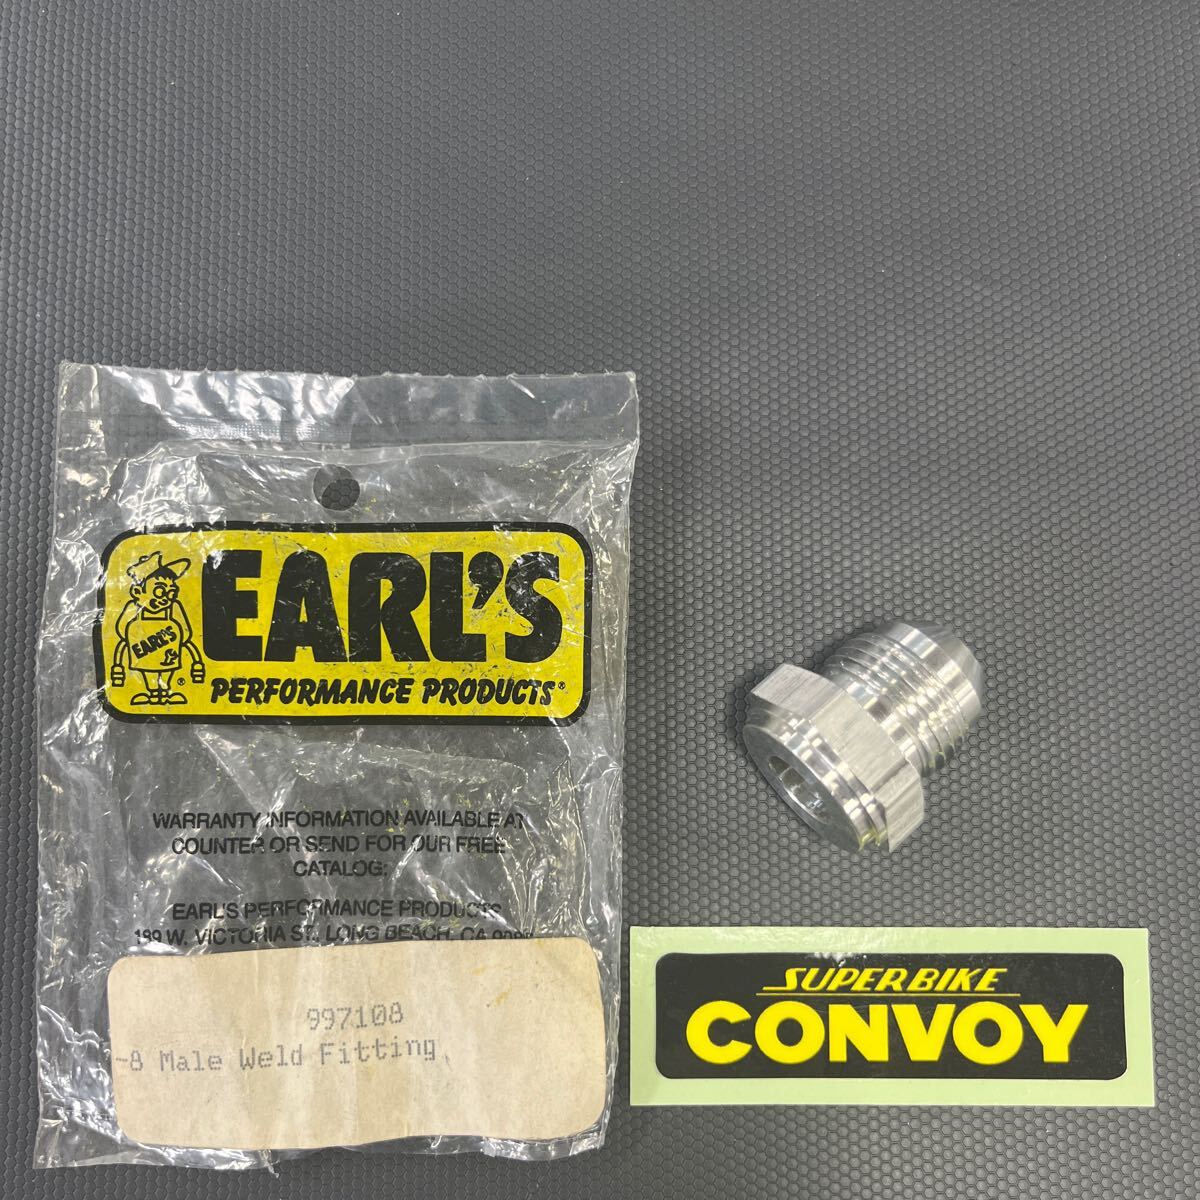 EARL'S
EARL'S
PERFORMANCE PRODUCTS®
WARRANTY INFORMATION AVAILABLE AT
COUNTER OR SEND FOR OUR FREE
CATALOG:
EARL'S PERFORMANCE PRODUCTS
189 W. VICTORIA ST. LONG BEACH, CA
997108
-8 Male Weld Fitting
SUPERBIKE
CONVOY